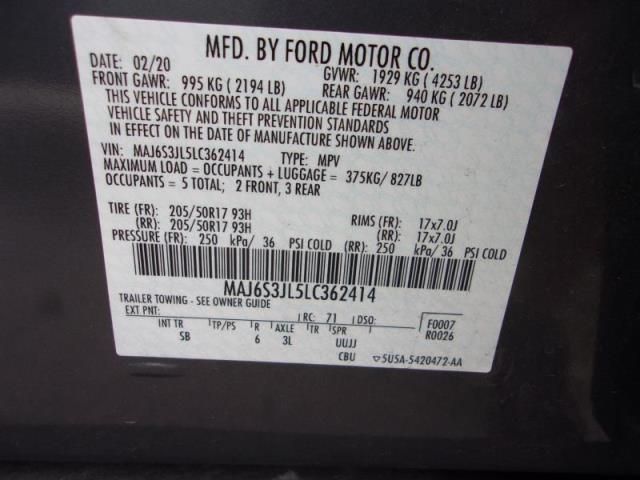 MFD. BY FORD MOTOR CO.
02/20 GVWR: 1929 KG ( 4253 LB)
FRONT GAWR: 995 KG ( 2194 LB) REAR GAWR: 940 KG ( 2072 LB)
THIS VEHICLE CONFORMS TO ALL APPLICABLE FEDERAL MOTOR
VEHICLE SAFETY AND THEFT PREVENTION STANDARDS
IN EFFECT ON THE DATE OF MANUFACTURE SHOWN ABOVE.
VIN: MAJ6S3JL5LC362414 TYPE: MPV
MAXIMUM LOAD = OCCUPANTS + LUGGAGE = 375KG/ 827LB
OCCUPANTS = 5 TOTAL; 2 FRONT, 3 REAR
TIRE (FR): 205/50R17 93H RIMS (FR): 17x7.0J
(RR): 205/50R17 93H (RR): 17x7.0J
PRESSURE (FR): 250 kPa/ 36 PSI COLD (RR): 250 kPa/ 36 PSI COLD
MAJ6S3JL5LC362414
TRAILER TOWING - SEE OWNER GUIDE
EXT PNT: RC: 71 DSO: F0007
R0026
INT TR TP/PS R AXLE TR SPR UUJJ
SB 6 3L CBU 5U5A-5420472-AA